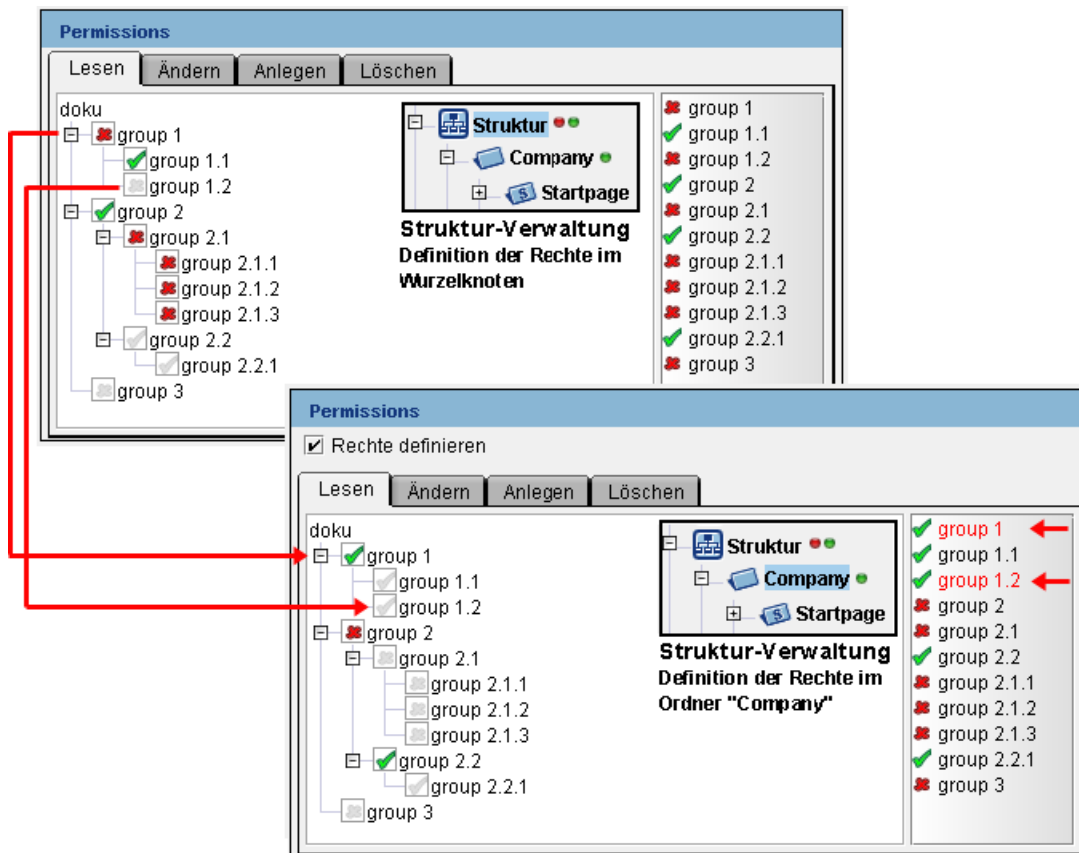 Permissions
Lesen Ändern Anlegen Löschen
doku
group 1
group 1.1
group 1.2
group 2
group 2.1
group 2.1.1
group 2.1.2
group 2.1.3
group 2.2
group 2.2.1
group 3
Struktur
Company
S Startpage
Struktur-Verwaltung
Definition der Rechte im
Wurzelknoten
group 1
group 1.1
group 1.2
group 2
group 2.1
group 2.2
group 2.1.1
group 2.1.2
group 2.1.3
group 2.2.1
group 3
Permissions
Rechte definieren
Lesen Ändern Anlegen Löschen
doku
group 1
group 1.1
group 1.2
group 2
group 2.1
group 2.1.1
group 2.1.2
group 2.1.3
group 2.2
group 2.2.1
group 3
Struktur
Company
S Startpage
Struktur-Verwaltung
Definition der Rechte im
Ordner "Company"
group 1
group 1.1
group 1.2
group 2
group 2.1
group 2.2
group 2.1.1
group 2.1.2
group 2.1.3
group 2.2.1
group 3